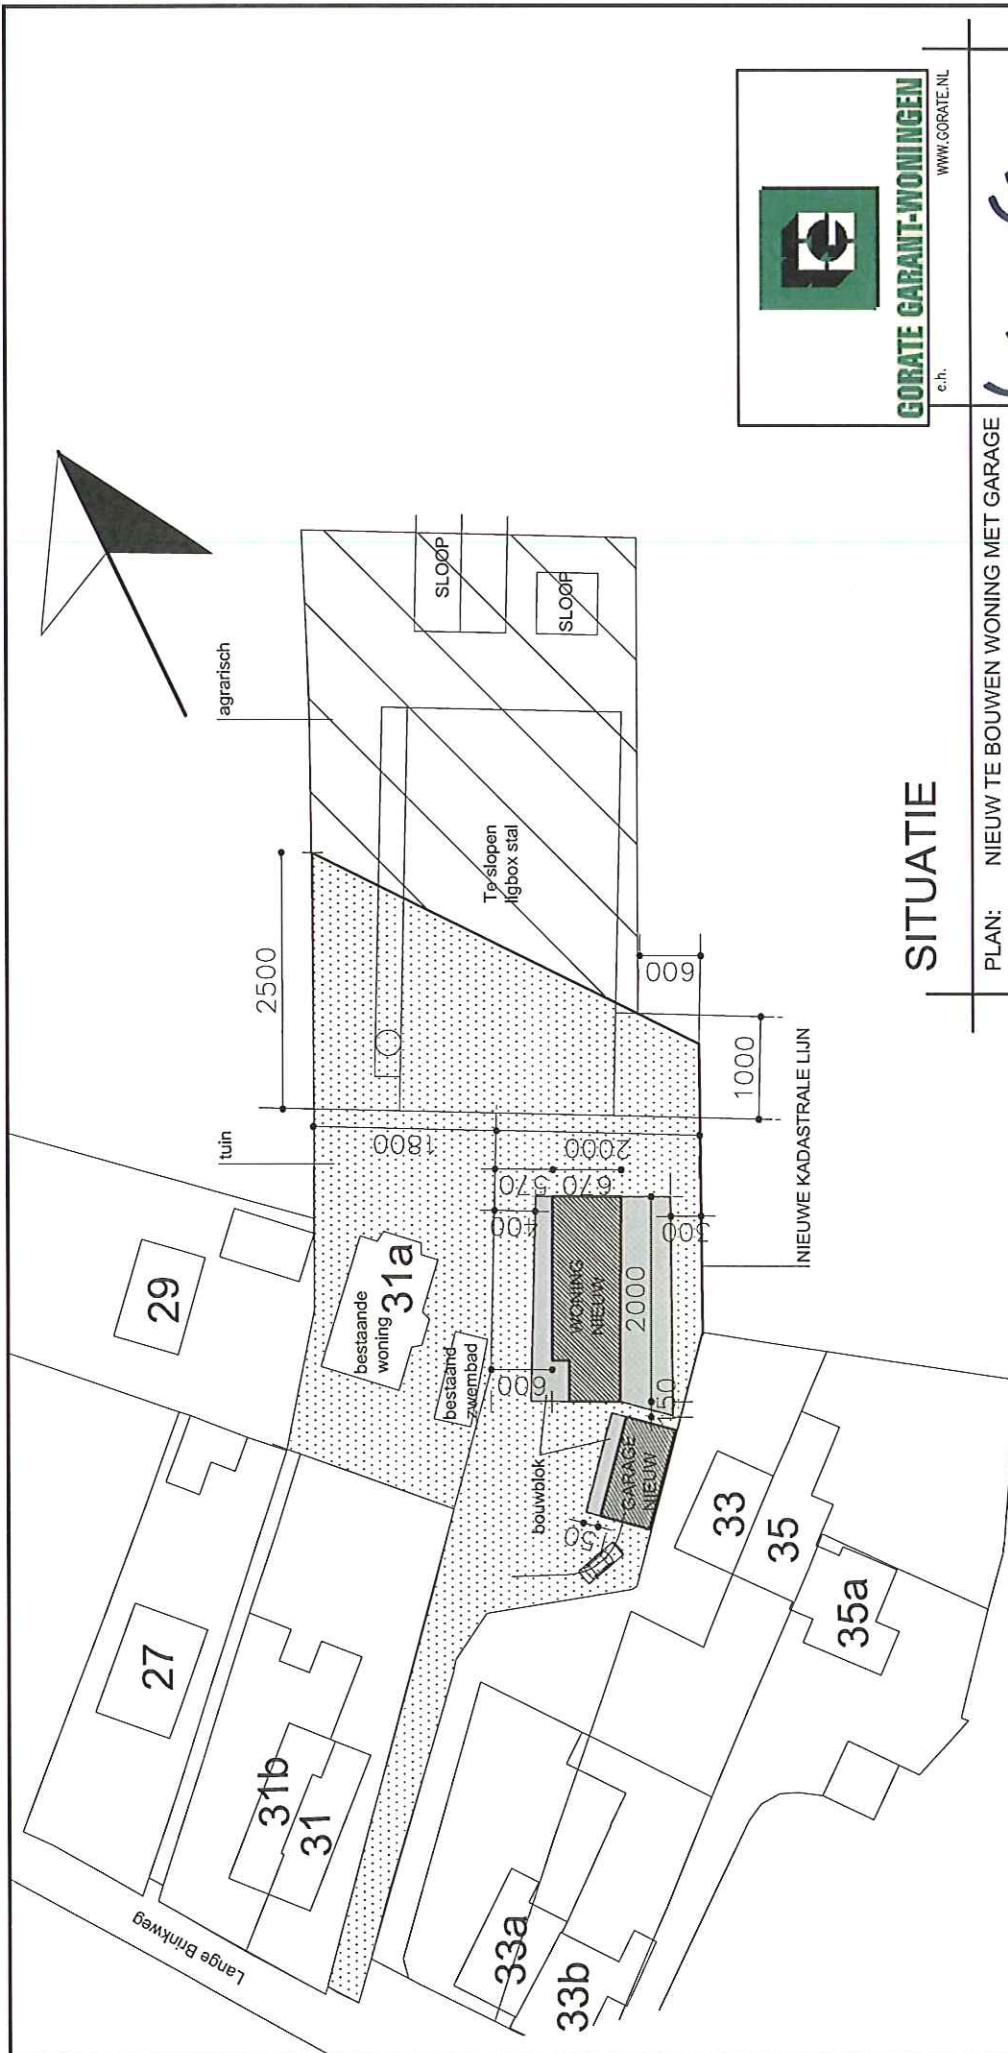 Lange Brinkweg
27
29
31b
31
bestaande
woning
31a
bestaand
zwembad
tuin
agrarisch
2500
1800
2000
570
670
400
600
300
2000
150
150
600
1000
WONING
NIEUW
GARAGE
NIEUW
bouwblok
Te slopen
ligbox stal
SLOOP
SLOOP
NIEUWE KADASTRALE LIJN
33
35
35a
33a
33b
SITUATIE
PLAN: NIEUW TE BOUWEN WONING MET GARAGE
GORATE GARANT-WONINGEN
e.h.
WWW.GORATE.NL